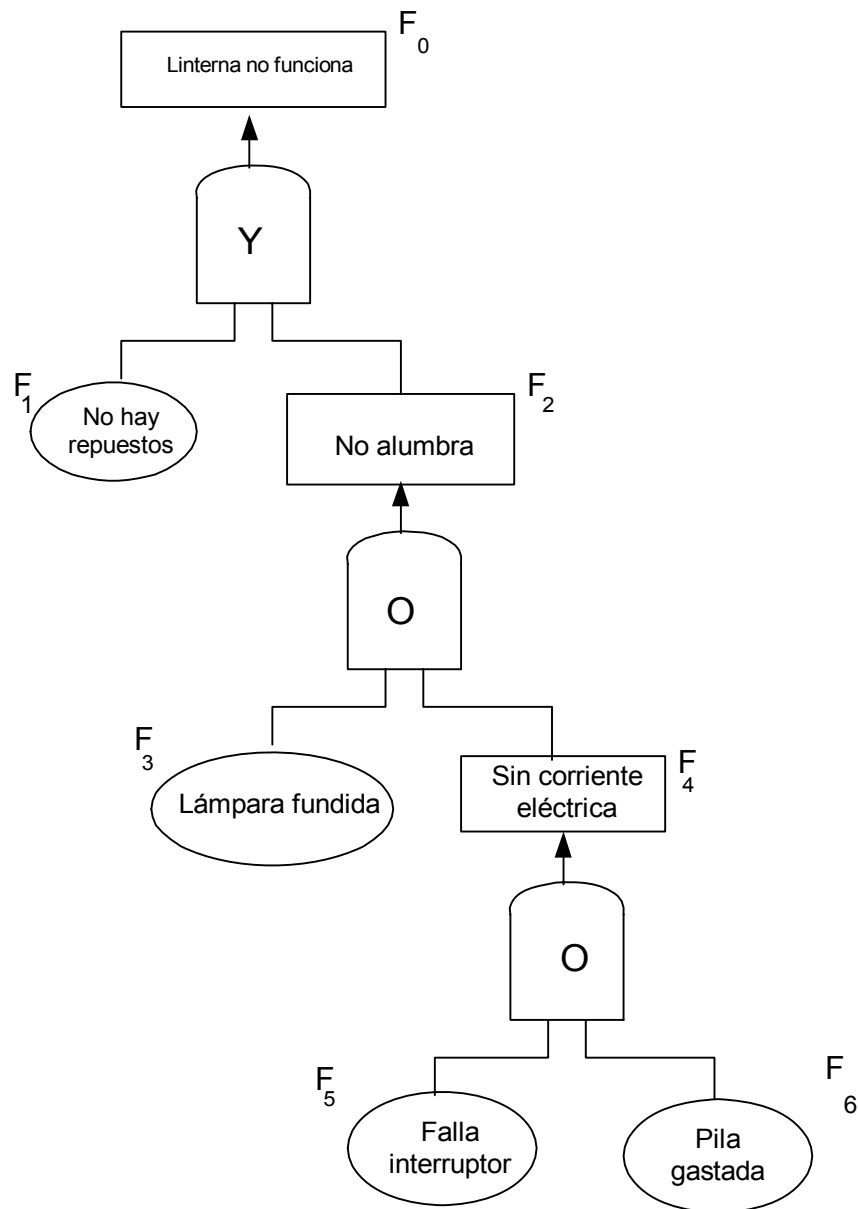 F0
Linterna no funciona
Y
F1
No hay
repuestos
F2
No alumbra
O
F3
Lámpara fundida
F4
Sin corriente
eléctrica
O
F5
Falla
interruptor
F6
Pila
gastada